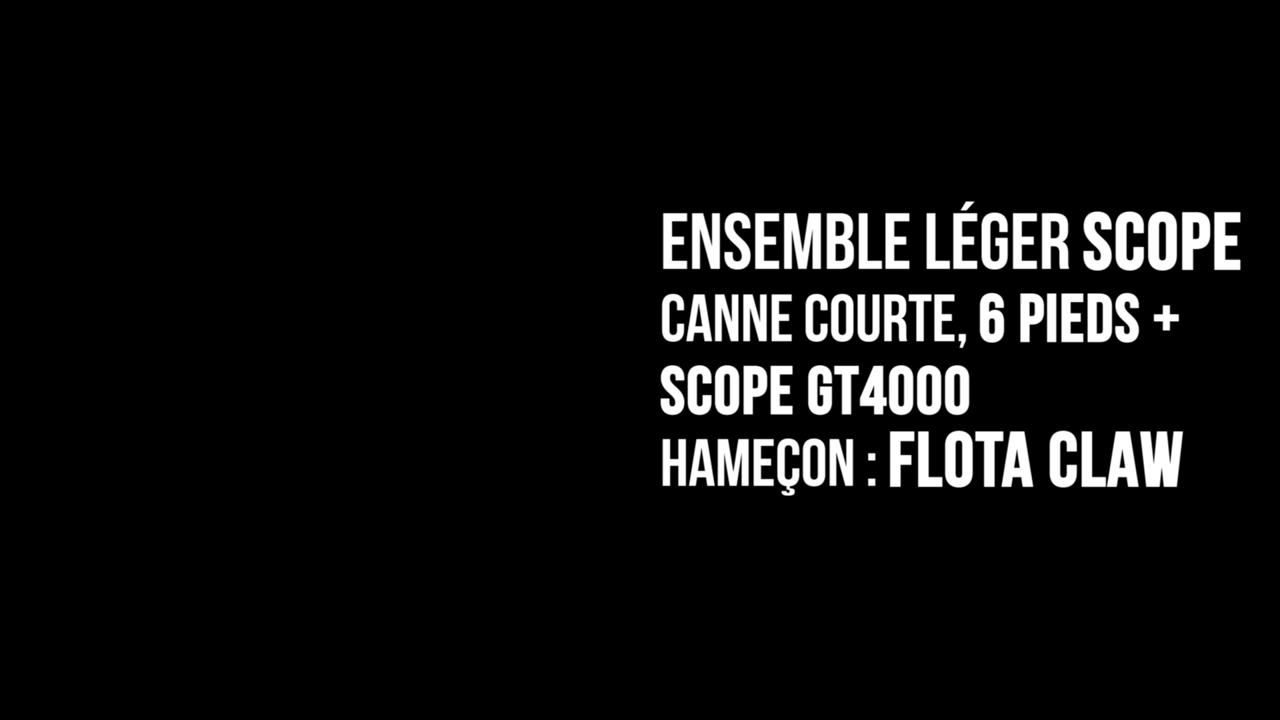 ENSEMBLE LÉGER SCOPE
CANNE COURTE, 6 PIEDS +
SCOPE GT4000
HAMEÇON : FLOTA CLAW